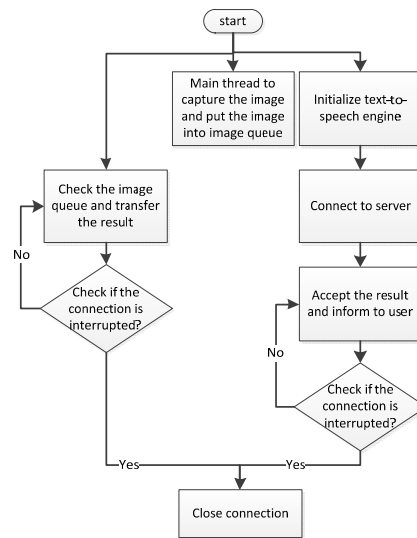 start
Main thread to
capture the image
and put the image
into image queue
Initialize text-to-
speech engine
Check the image
queue and transfer
the result
Connect to server
No
Check if the
connection is
interrupted?
Accept the result
and inform to user
No
Check if the
connection is
interrupted?
Yes
Yes
Close connection